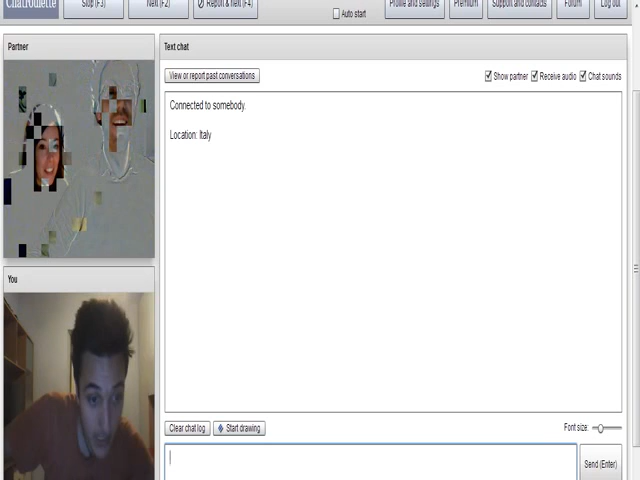 Chatroulette
Stop (F3)
Next (F2)
Report & next (F4)
Auto start
Profile and settings
Premium
Support and contacts
Forum
Log out
Partner
Text chat
View or report past conversations
Show partner
Receive audio
Chat sounds
Connected to somebody.
Location: Italy
You
Clear chat log
Start drawing
Font size:
Send (Enter)